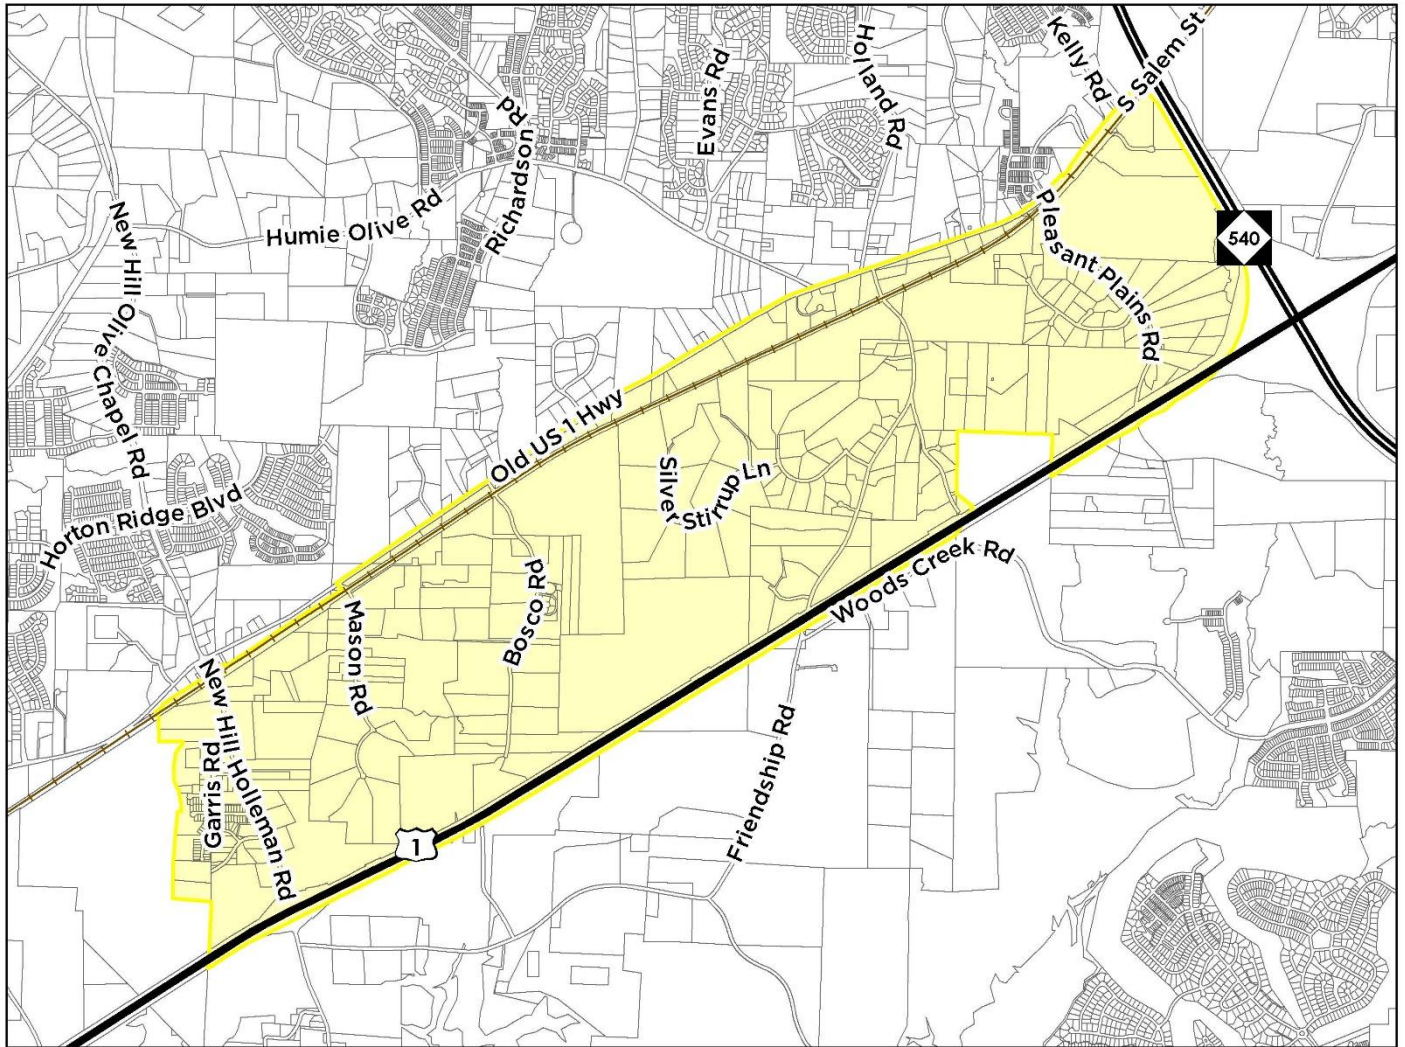 Kelly Rd
S Salem St
Holland Rd
Evans Rd
Richardson Rd
Humie Olive Rd
New Hill Olive Chapel Rd
Pleasant Plains Rd
540
Old US 1 Hwy
Silver Stirrup Ln
Horton Ridge Blvd
Woods Creek Rd
Bosco Rd
Mason Rd
New Hill Holleman Rd
Garris Rd
Friendship Rd
1